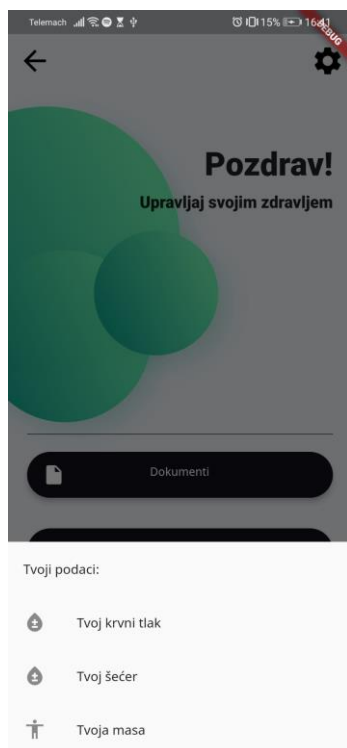 Telemach 15% 16:41
DEBUG
Pozdrav!
Upravljaj svojim zdravljem
Dokumenti
Tvoji podaci:
Tvoj krvni tlak
Tvoj šećer
Tvoja masa